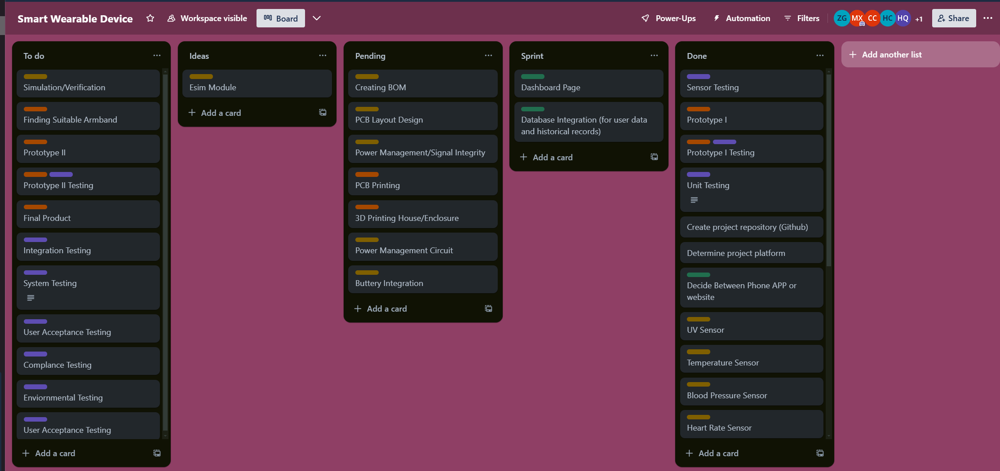 Smart Wearable Device
Workspace visible
Board
Power-Ups
Automation
Filters
ZG
MX
CC
HC
HQ
+1
Share
To do
Simulation/Verification
Finding Suitable Armband
Prototype II
Prototype II Testing
Final Product
Integration Testing
System Testing
User Acceptance Testing
Complance Testing
Enviornmental Testing
User Acceptance Testing
+ Add a card
Ideas
Esim Module
+ Add a card
Pending
Creating BOM
PCB Layout Design
Power Management/Signal Integrity
PCB Printing
3D Printing House/Enclosure
Power Management Circuit
Buttery Integration
+ Add a card
Sprint
Dashboard Page
Database Integration (for user data
and historical records)
+ Add a card
Done
Sensor Testing
Prototype I
Prototype I Testing
Unit Testing
Create project repository (Github)
Determine project platform
Decide Between Phone APP or
website
UV Sensor
Temperature Sensor
Blood Pressure Sensor
Heart Rate Sensor
+ Add a card
+ Add another list